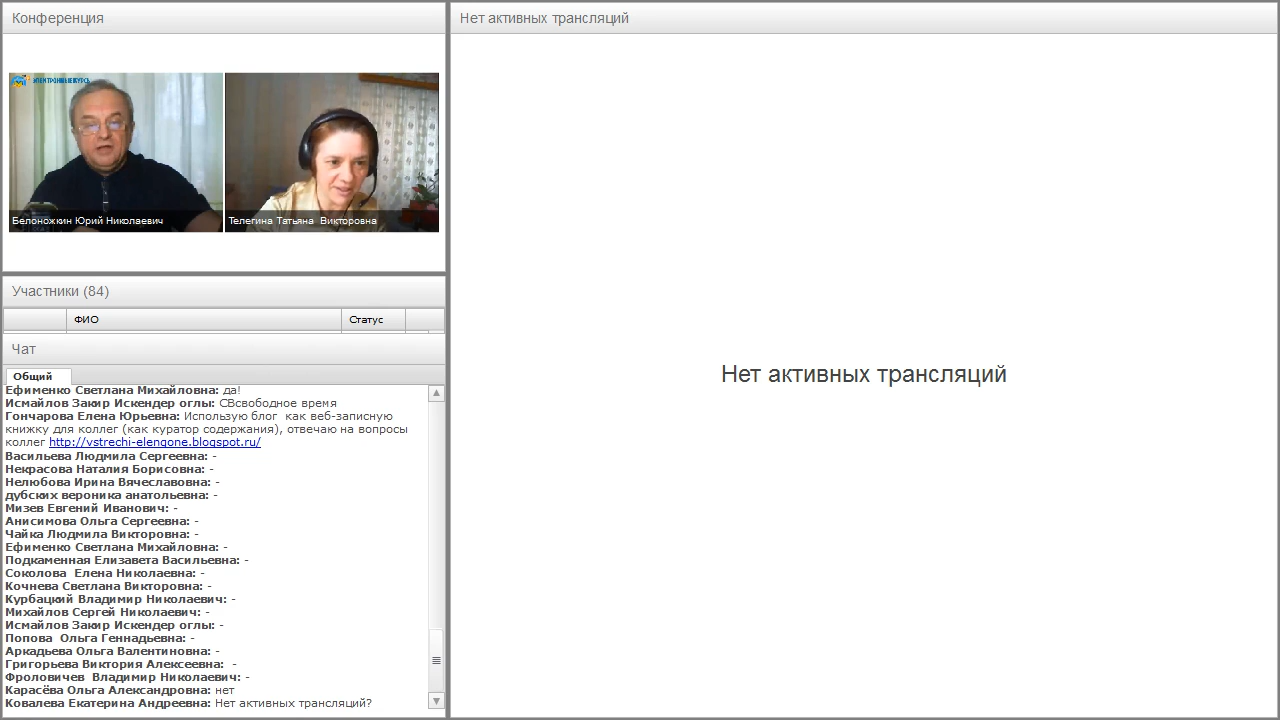 Конференция
ЭЛЕКТРОННЫЕ КУРСЫ
Белоножкин Юрий Николаевич
Телегина Татьяна Викторовна
Участники (84)
ФИО
Статус
Чат
Общий
Ефименко Светлана Михайловна: да!
Исмайлов Закир Искендер оглы: СВсвободное время
Гончарова Елена Юрьевна: Использую блог как веб-записную
книжку для коллег (как куратор содержания), отвечаю на вопросы
коллег http://vstrechi-elengone.blogspot.ru/
Васильева Людмила Сергеевна: -
Некрасова Наталия Борисовна: -
Нелюбова Ирина Вячеславовна: -
дубских вероника анатольевна: -
Мизев Евгений Иванович: -
Анисимова Ольга Сергеевна: -
Чайка Людмила Викторовна: -
Ефименко Светлана Михайловна: -
Подкаменная Елизавета Васильевна: -
Соколова Елена Николаевна: -
Кочнева Светлана Викторовна: -
Курбацкий Владимир Николаевич: -
Михайлов Сергей Николаевич: -
Исмайлов Закир Искендер оглы: -
Попова Ольга Геннадьевна: -
Аркадьева Ольга Валентиновна: -
Григорьева Виктория Алексеевна: -
Фроловичев Владимир Николаевич: -
Карасёва Ольга Александровна: нет
Ковалева Екатерина Андреевна: Нет активных трансляций?
Нет активных трансляций
Нет активных трансляций